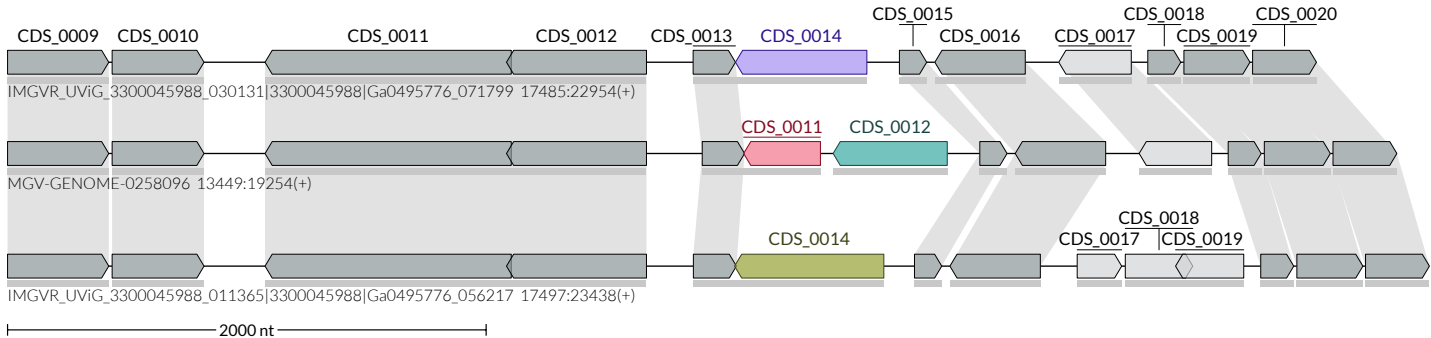 CDS_0015 CDS_0018 CDS_0020
CDS_0009 CDS_0010 CDS_0011 CDS_0012 CDS_0013 CDS_0014 CDS_0016 CDS_0017 CDS_0019
IMGVR_UViG_3300045988_030131|3300045988|Ga0495776_071799 17485:22954(+)
CDS_0011 CDS_0012
MGV-GENOME-0258096 13449:19254(+)
CDS_0018
CDS_0014 CDS_0017 CDS_0019
IMGVR_UViG_3300045988_011365|3300045988|Ga0495776_056217 17497:23438(+)
2000 nt